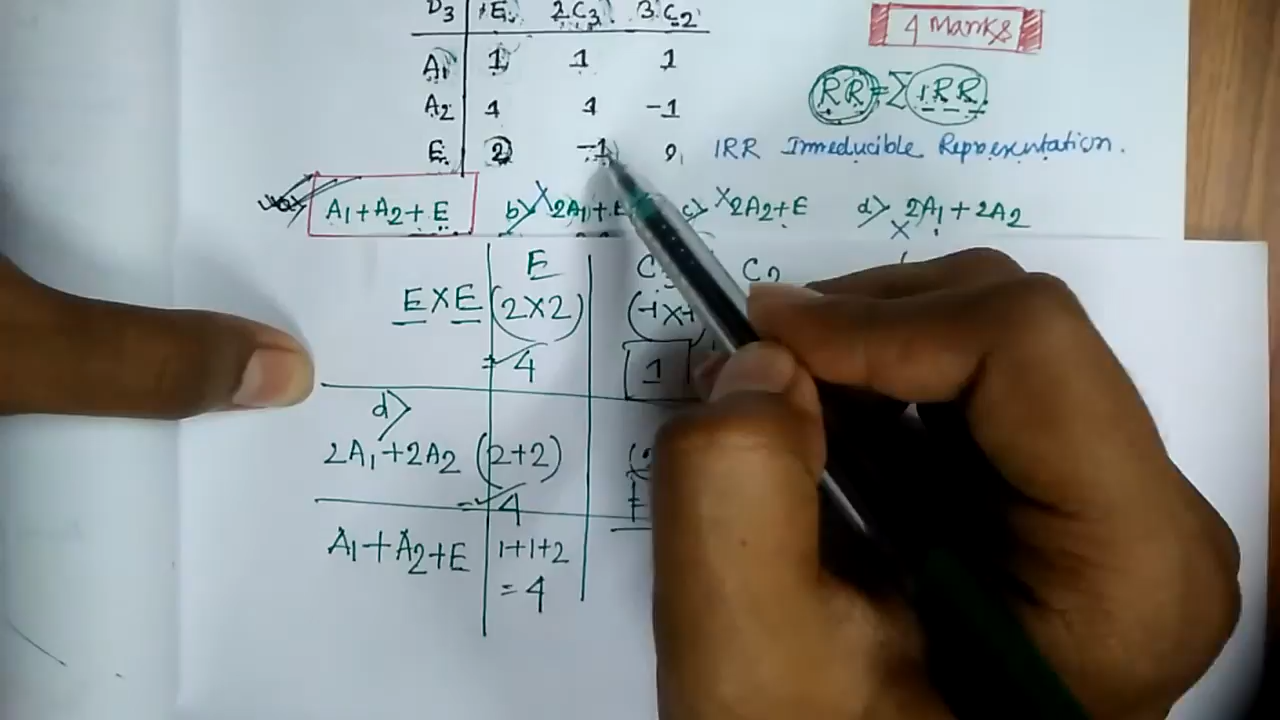 D3 E 2C3 3C2
4 Marks
A1 1 1 1
RR = Σ IRR
A2 1 1 -1
E 2 -1 0 IRR Irreducible Representation.
a) A1+A2+E b) 2A1+E c) 2A2+E d) 2A1+2A2
E C3 C2
E×E (2×2)
= 4 1
d)
2A1+2A2 (2+2)
= 4
A1+A2+E 1+1+2
= 4